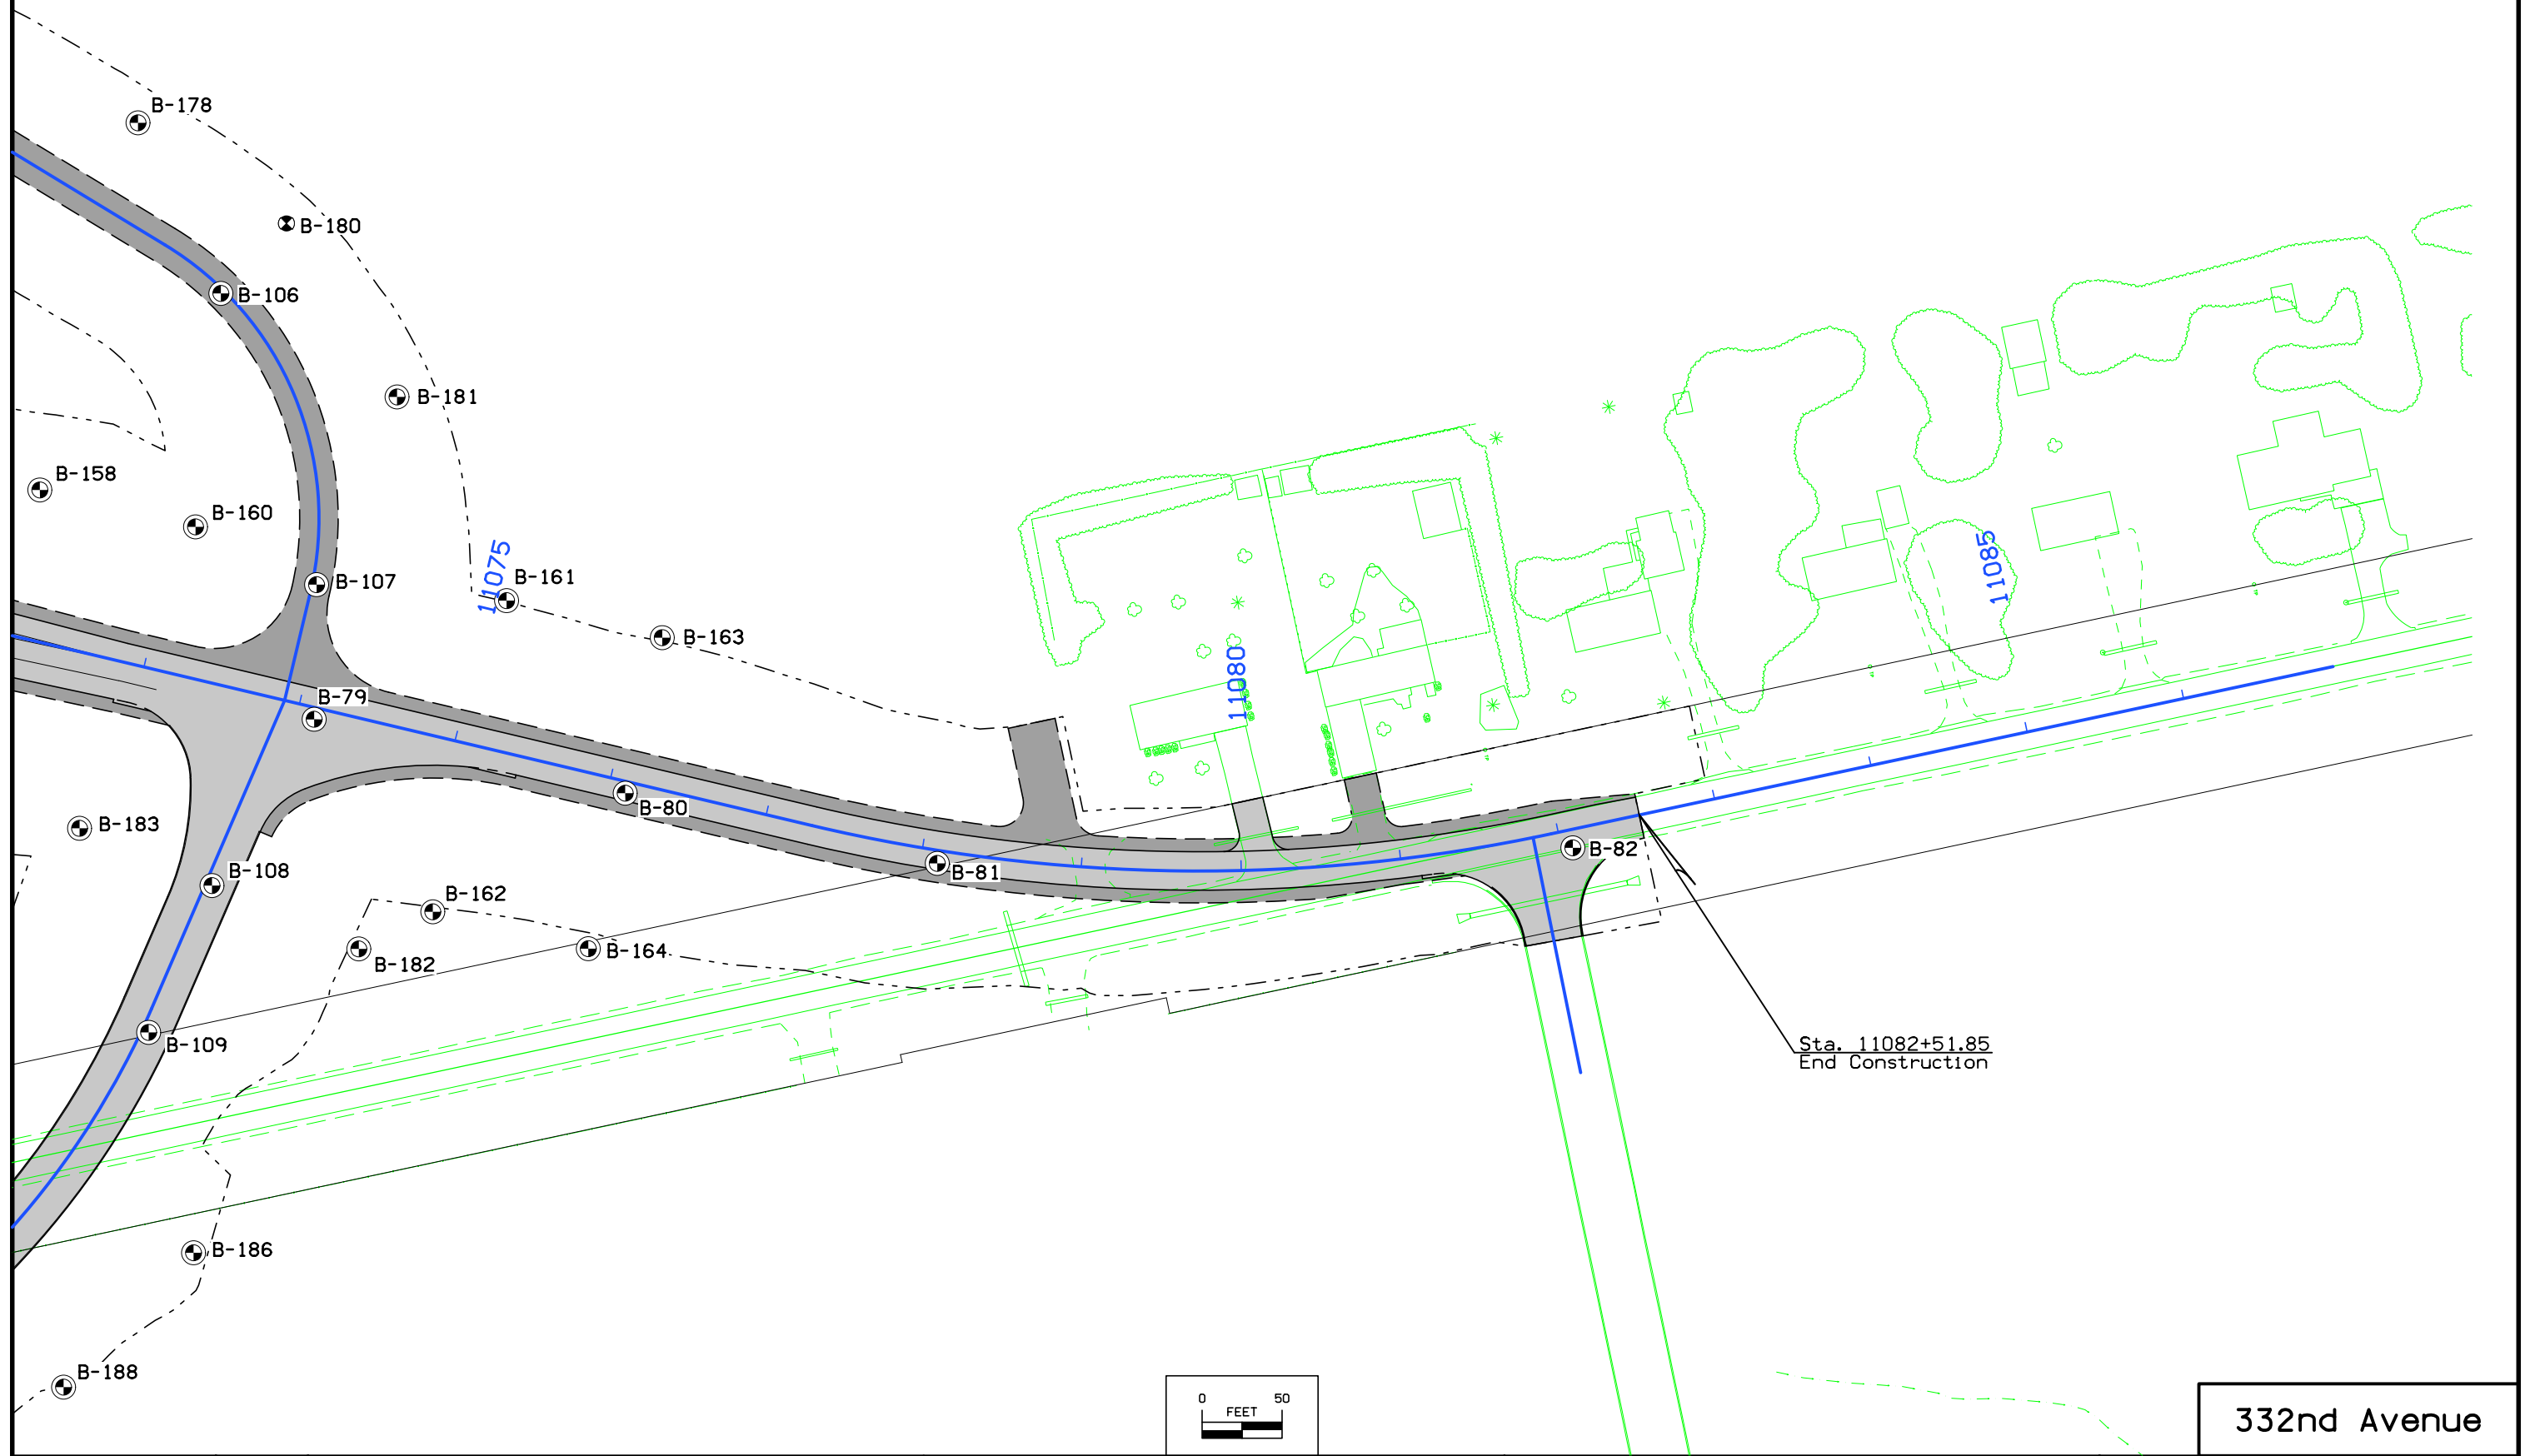 B-178
B-180
B-106
B-181
B-158
B-160
11075
B-161
B-107
B-163
11085
11080
B-79
B-80
B-183
B-82
B-81
B-108
B-162
B-182
B-164
B-109
Sta. 11082+51.85
End Construction
B-186
B-188
0 50
FEET
332nd Avenue